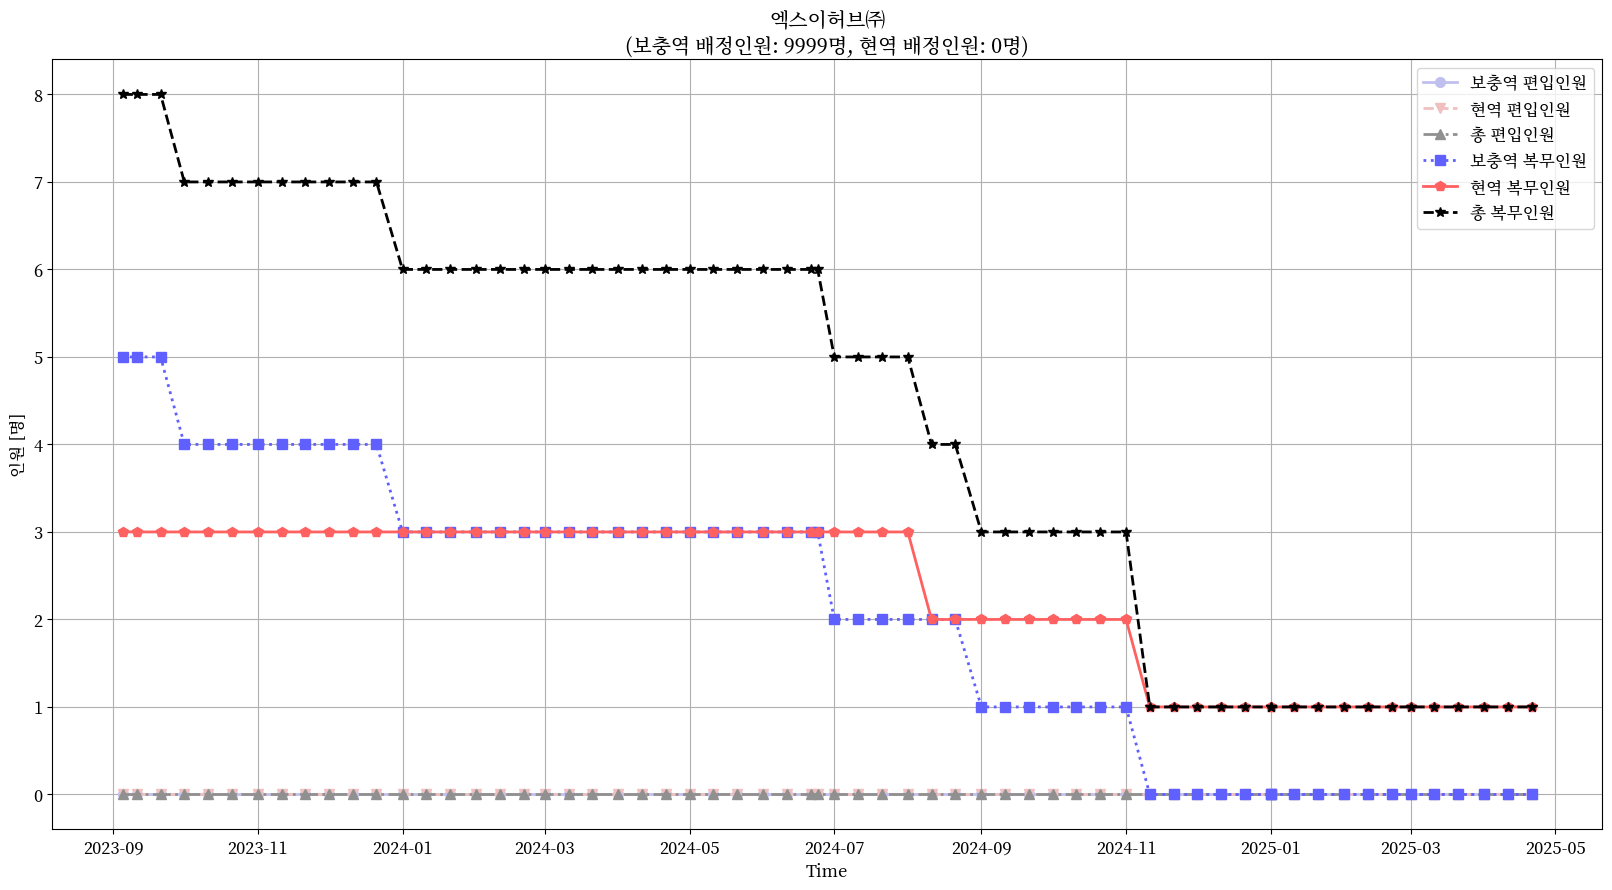 엑스이허브㈜
(보충역 배정인원: 9999명, 현역 배정인원: 0명)
보충역 편입인원
현역 편입인원
총 편입인원
보충역 복무인원
현역 복무인원
총 복무인원
인원 [명]
8
7
6
5
4
3
2
1
0
2023-09
2023-11
2024-01
2024-03
2024-05
2024-07
2024-09
2024-11
2025-01
2025-03
2025-05
Time